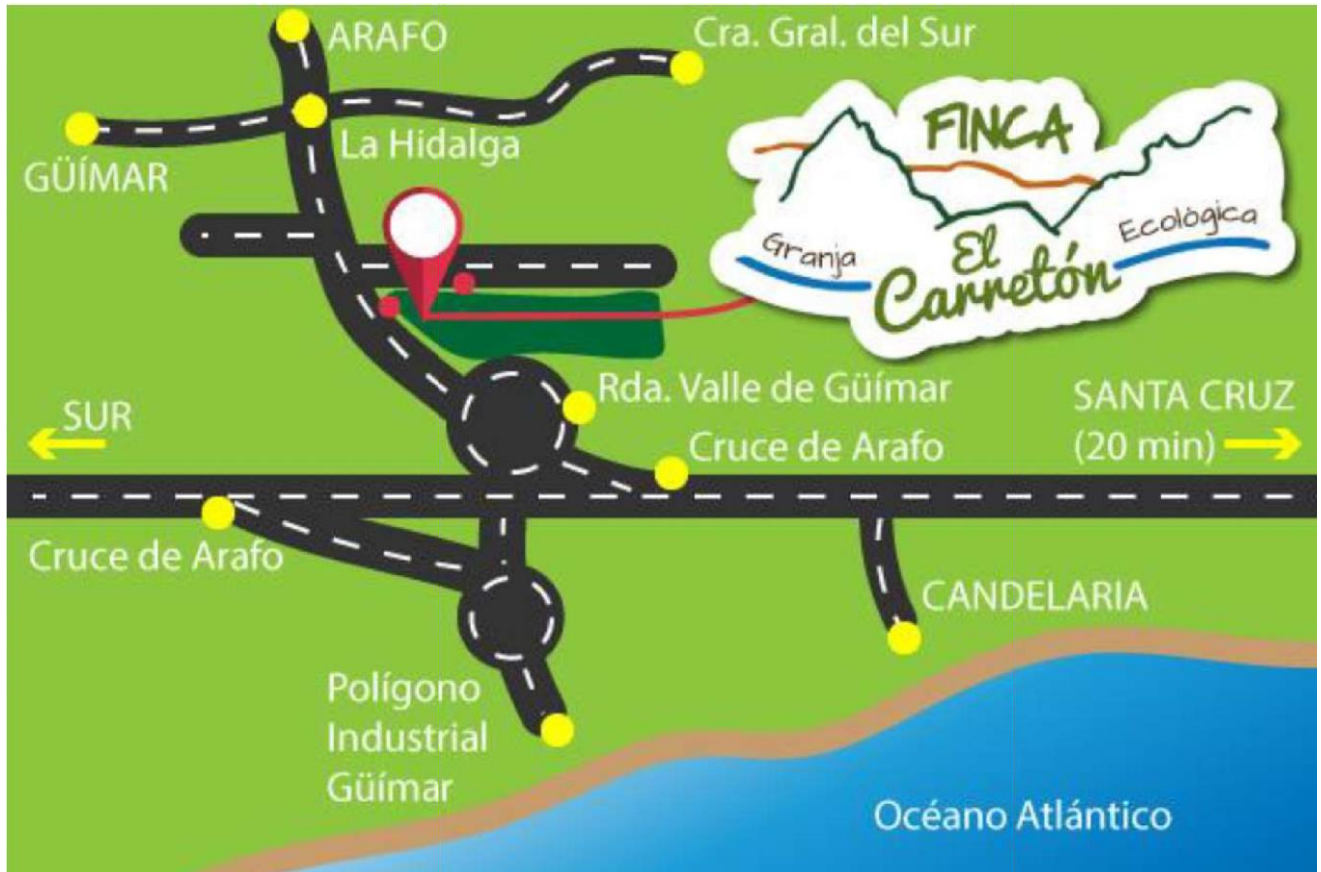 ARAFO
Cra. Gral. del Sur
GÜÍMAR
La Hidalga
FINCA
Granja
El
Carretón
Ecológica
Rda. Valle de Güímar
SUR
SANTA CRUZ
(20 min)
Cruce de Arafo
Cruce de Arafo
CANDELARIA
Polígono
Industrial
Güímar
Océano Atlántico